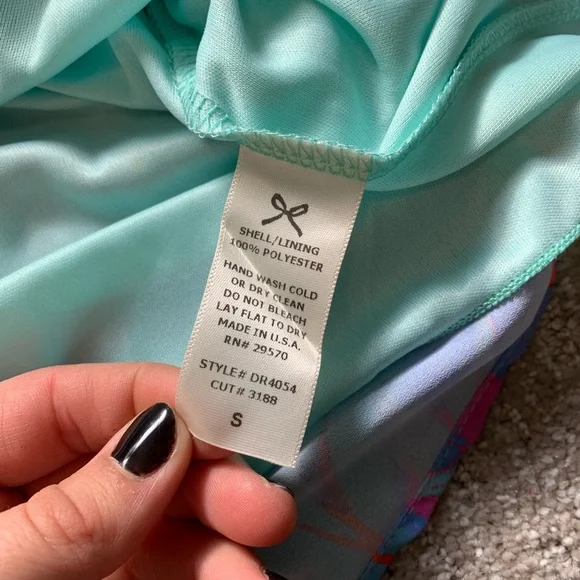 SHELL/LINING
100% POLYESTER
HAND WASH COLD
OR DRY CLEAN
DO NOT BLEACH
LAY FLAT TO DRY
MADE IN U.S.A.
RN# 29570
STYLE# DR4054
CUT# 3188
S